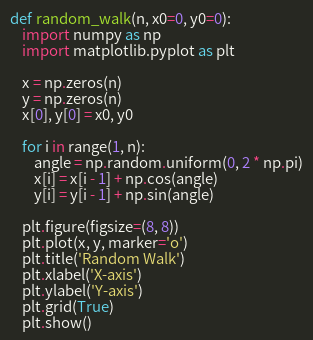 def random_walk(n, x0=0, y0=0):
    import numpy as np
    import matplotlib.pyplot as plt

    x = np.zeros(n)
    y = np.zeros(n)
    x[0], y[0] = x0, y0

    for i in range(1, n):
        angle = np.random.uniform(0, 2 * np.pi)
        x[i] = x[i - 1] + np.cos(angle)
        y[i] = y[i - 1] + np.sin(angle)

    plt.figure(figsize=(8, 8))
    plt.plot(x, y, marker='o')
    plt.title('Random Walk')
    plt.xlabel('X-axis')
    plt.ylabel('Y-axis')
    plt.grid(True)
    plt.show()